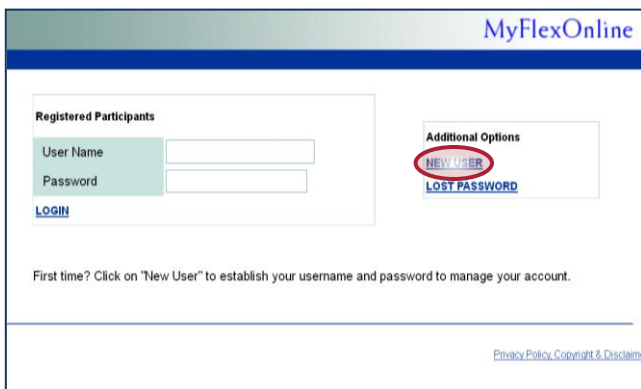 MyFlexOnline
Registered Participants
User Name
Password
LOGIN
Additional Options
NEW USER
LOST PASSWORD
First time? Click on "New User" to establish your username and password to manage your account.
Privacy Policy, Copyright & Disclaime